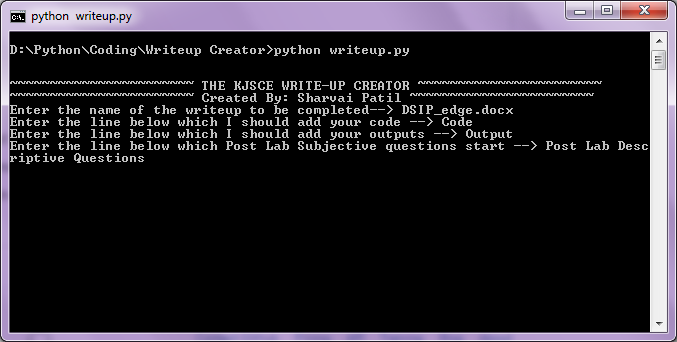 python writeup.py
D:\Python\Coding\Writeup Creator>python writeup.py
~~~~~~~~~~~~~~~~~~~~~~~~~~~ THE KJSCE WRITE-UP CREATOR ~~~~~~~~~~~~~~~~~~~~~~~~~~~
~~~~~~~~~~~~~~~~~~~~~~~~~~~ Created By: Sharvai Patil ~~~~~~~~~~~~~~~~~~~~~~~~~~~
Enter the name of the writeup to be completed--> DSIP_edge.docx
Enter the line below which I should add your code --> Code
Enter the line below which I should add your outputs --> Output
Enter the line below which Post Lab Subjective questions start --> Post Lab Desc
riptive Questions